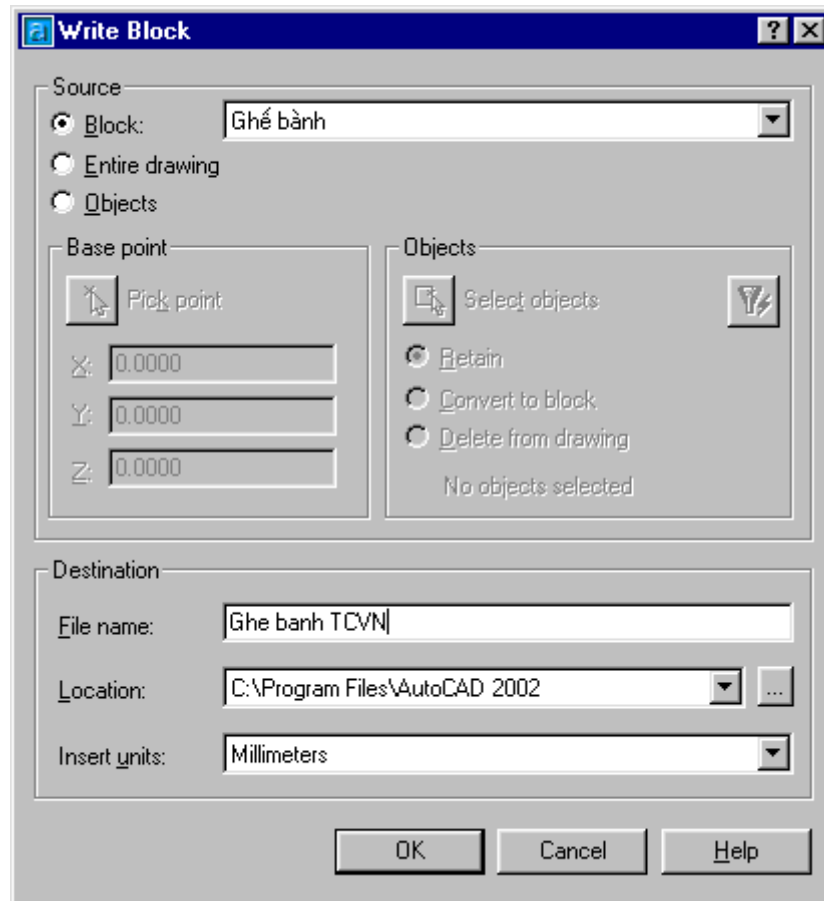 Write Block
Source
Block: Ghế bành
Entire drawing
Objects
Base point
Pick point
X: 0.0000
Y: 0.0000
Z: 0.0000
Objects
Select objects
Retain
Convert to block
Delete from drawing
No objects selected
Destination
File name: Ghe banh TCVN
Location: C:\Program Files\AutoCAD 2002 ...
Insert units: Millimeters
OK Cancel Help